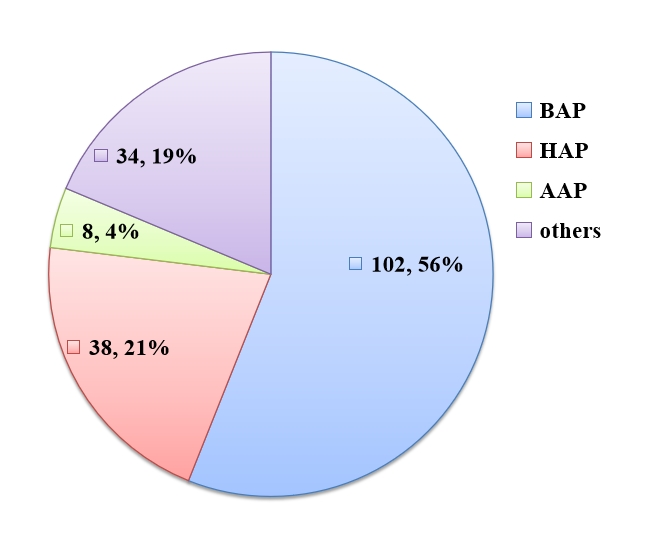 BAP
HAP
34, 19%
AAP
8, 4%
others
102, 56%
38, 21%